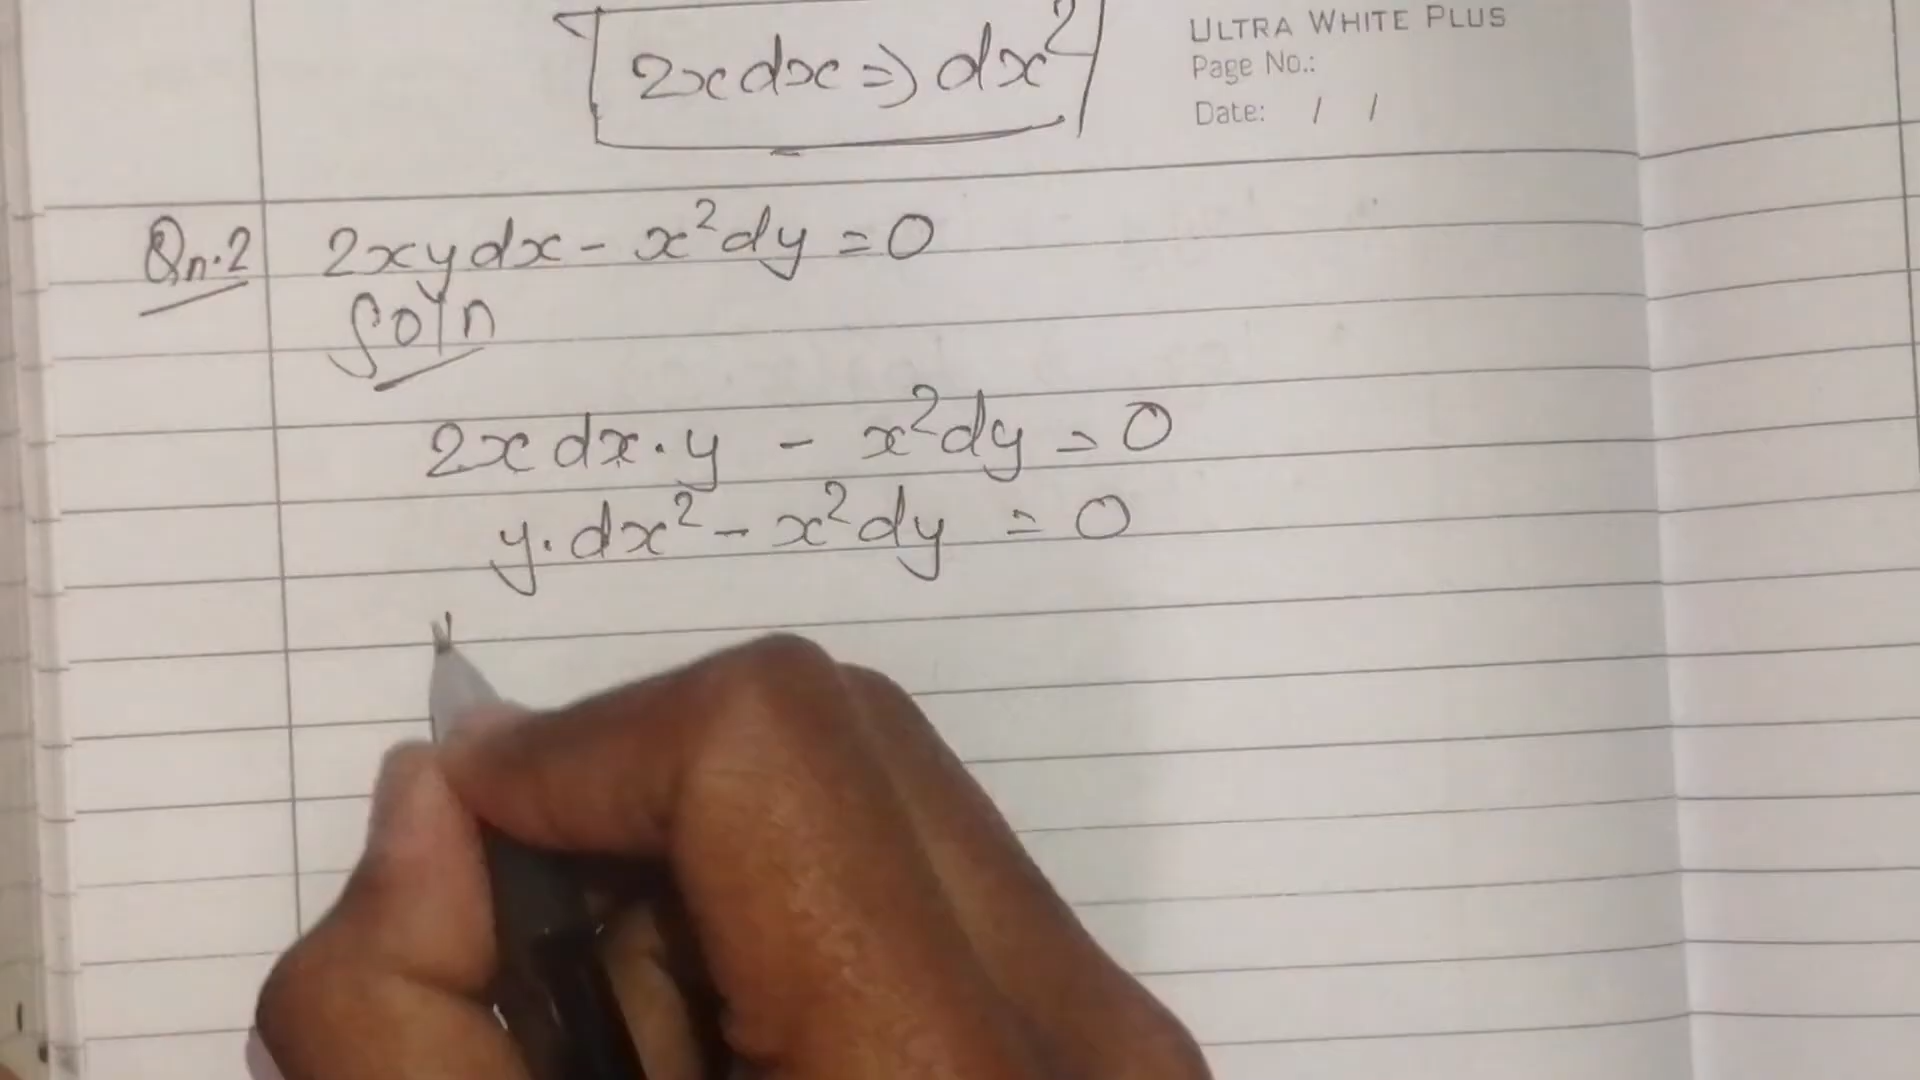 2xdx ⇒ dx²
ULTRA WHITE PLUS
Page No.:
Date: / /
Qn.2 2xydx - x²dy = 0
Sol'n
2xdx.y - x²dy = 0
y.dx² - x²dy = 0